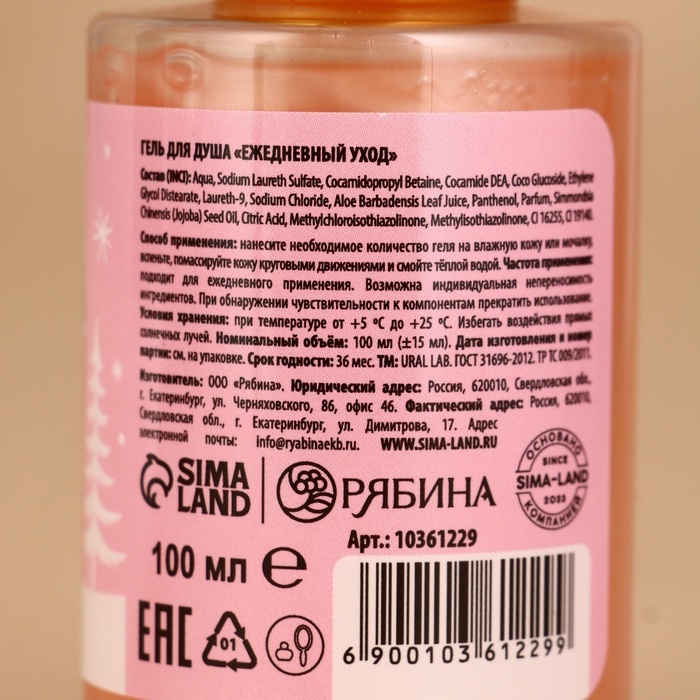 ГЕЛЬ ДЛЯ ДУША «ЕЖЕДНЕВНЫЙ УХОД»
Состав (INCI): Aqua, Sodium Laureth Sulfate, Cocamidopropyl Betaine, Cocamide DEA, Coco Glucoside, Ethylene
Glycol Distearate, Laureth-9, Sodium Chloride, Aloe Barbadensis Leaf Juice, Panthenol, Parfum, Simmondsia
Chinensis (Jojoba) Seed Oil, Citric Acid, Methylchloroisothiazolinone, Methylisothiazolinone, CI 16255, CI 19140.
Способ применения: нанесите необходимое количество геля на влажную кожу или мочалку,
вспеньте, помассируйте кожу круговыми движениями и смойте тёплой водой. Частота применения:
подходит для ежедневного применения. Возможна индивидуальная непереносимость
ингредиентов. При обнаружении чувствительности к компонентам прекратить использование.
Условия хранения: при температуре от +5 ºC до +25 ºC. Избегать воздействия прямых
солнечных лучей. Номинальный объём: 100 мл (±15 мл). Дата изготовления и номер
партии: см. на упаковке. Срок годности: 36 мес. ТМ: URAL LAB. ГОСТ 31696-2012. ТР ТС 009/2011.
Изготовитель: ООО «Рябина». Юридический адрес: Россия, 620010, Свердловская обл.,
г. Екатеринбург, ул. Черняховского, 86, офис 46. Фактический адрес: Россия, 620010,
Свердловская обл., г. Екатеринбург, ул. Димитрова, 17. Адрес
электронной почты: info@ryabinaekb.ru. WWW.SIMA-LAND.RU
SIMA
LAND
РЯБИНА
ОСНОВАНО
SINCE
SIMA-LAND
2023
КОМПАНИЕЙ
Арт.: 10361229
100 мл e
EAC
01
6 900103 612299